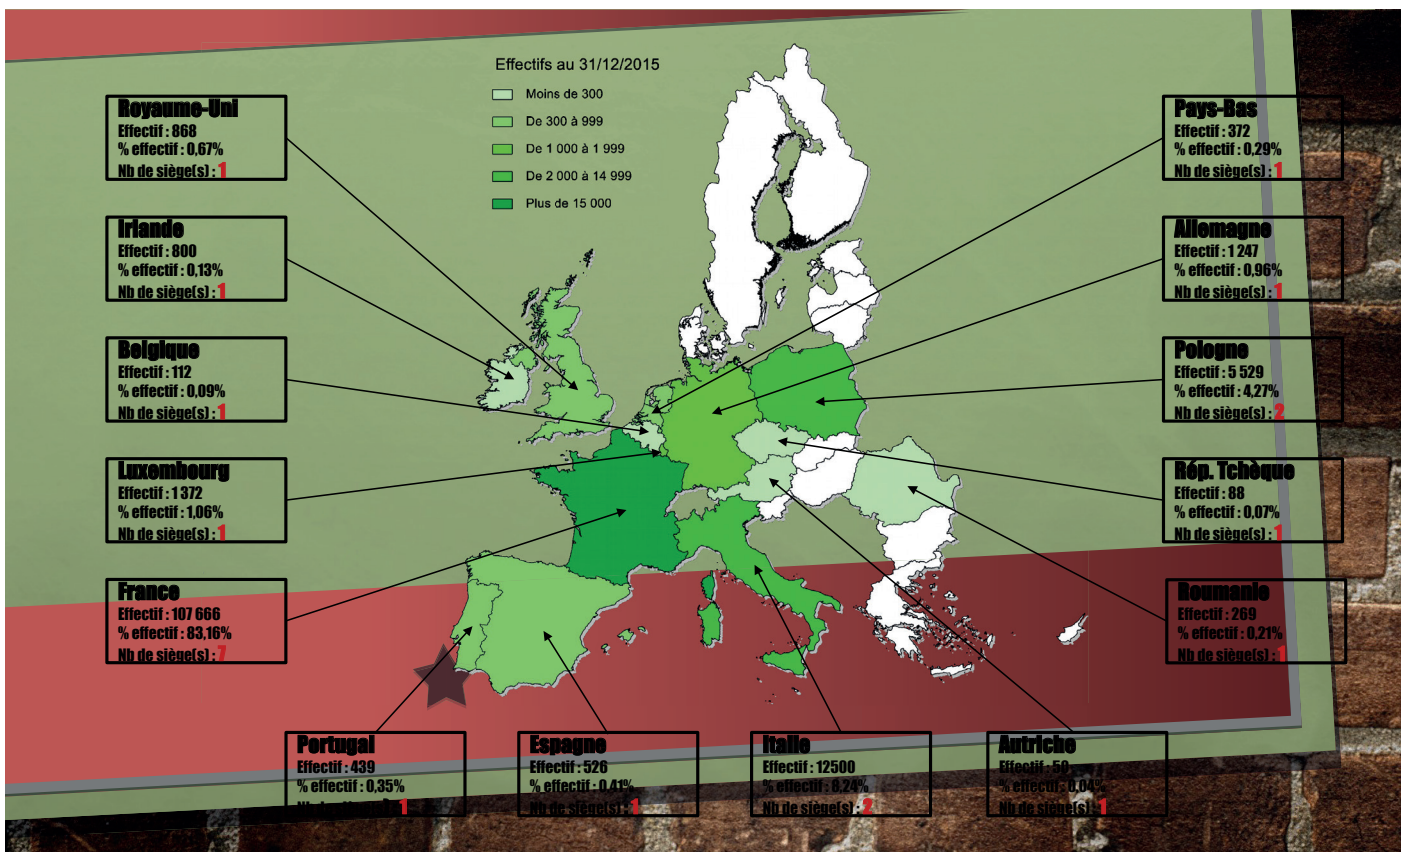 Effectifs au 31/12/2015
Moins de 300
De 300 à 999
De 1 000 à 1 999
De 2 000 à 14 999
Plus de 15 000
Royaume-Uni
Effectif : 868
% effectif : 0,67%
Nb de siège(s) : 1
Irlande
Effectif : 800
% effectif : 0,13%
Nb de siège(s) : 1
Belgique
Effectif : 112
% effectif : 0,09%
Nb de siège(s) : 1
Luxembourg
Effectif : 1 372
% effectif : 1,06%
Nb de siège(s) : 1
France
Effectif : 107 666
% effectif : 83,16%
Nb de siège(s) : 7
Pays-Bas
Effectif : 372
% effectif : 0,29%
Nb de siège(s) : 1
Allemagne
Effectif : 1 247
% effectif : 0,96%
Nb de siège(s) : 1
Pologne
Effectif : 5 529
% effectif : 4,27%
Nb de siège(s) : 2
Rép. Tchèque
Effectif : 88
% effectif : 0,07%
Nb de siège(s) : 1
Roumanie
Effectif : 269
% effectif : 0,21%
Nb de siège(s) : 1
Portugal
Effectif : 439
% effectif : 0,35%
Nb de siège(s) : 1
Espagne
Effectif : 526
% effectif : 0,41%
Nb de siège(s) : 1
Italie
Effectif : 12500
% effectif : 8,24%
Nb de siège(s) : 2
Autriche
Effectif : 50
% effectif : 0,04%
Nb de siège(s) : 1